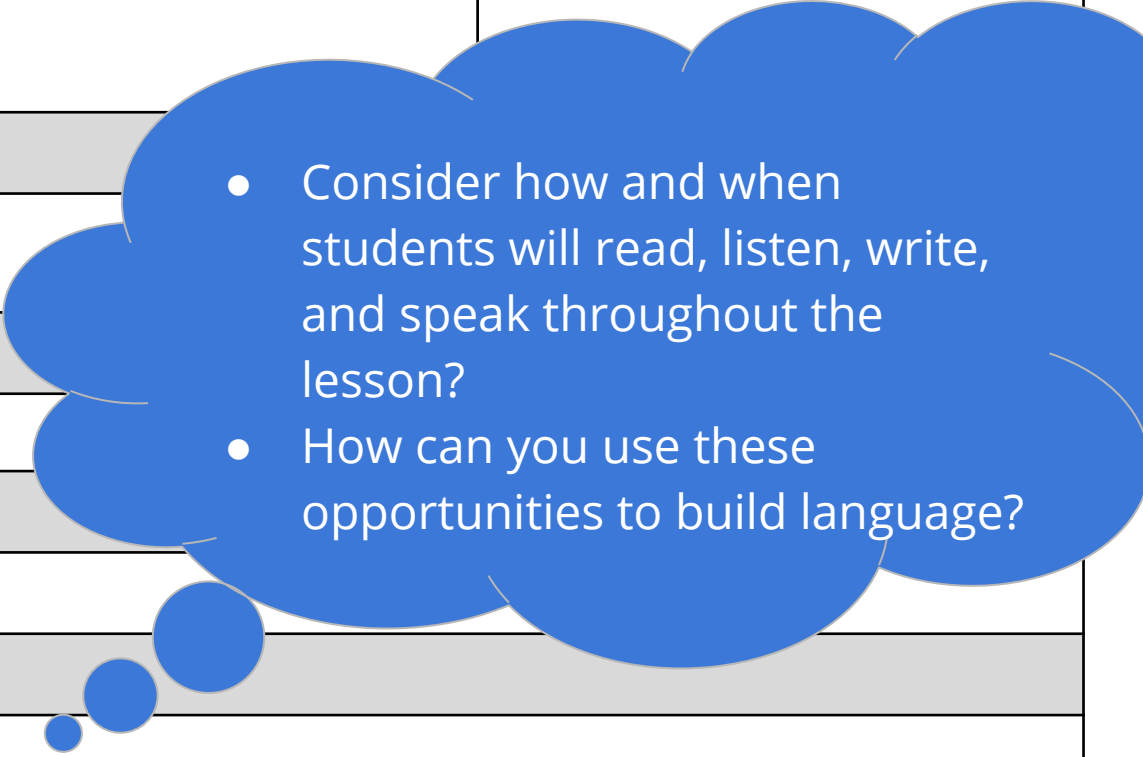 ● Consider how and when
students will read, listen, write,
and speak throughout the
lesson?
● How can you use these
opportunities to build language?